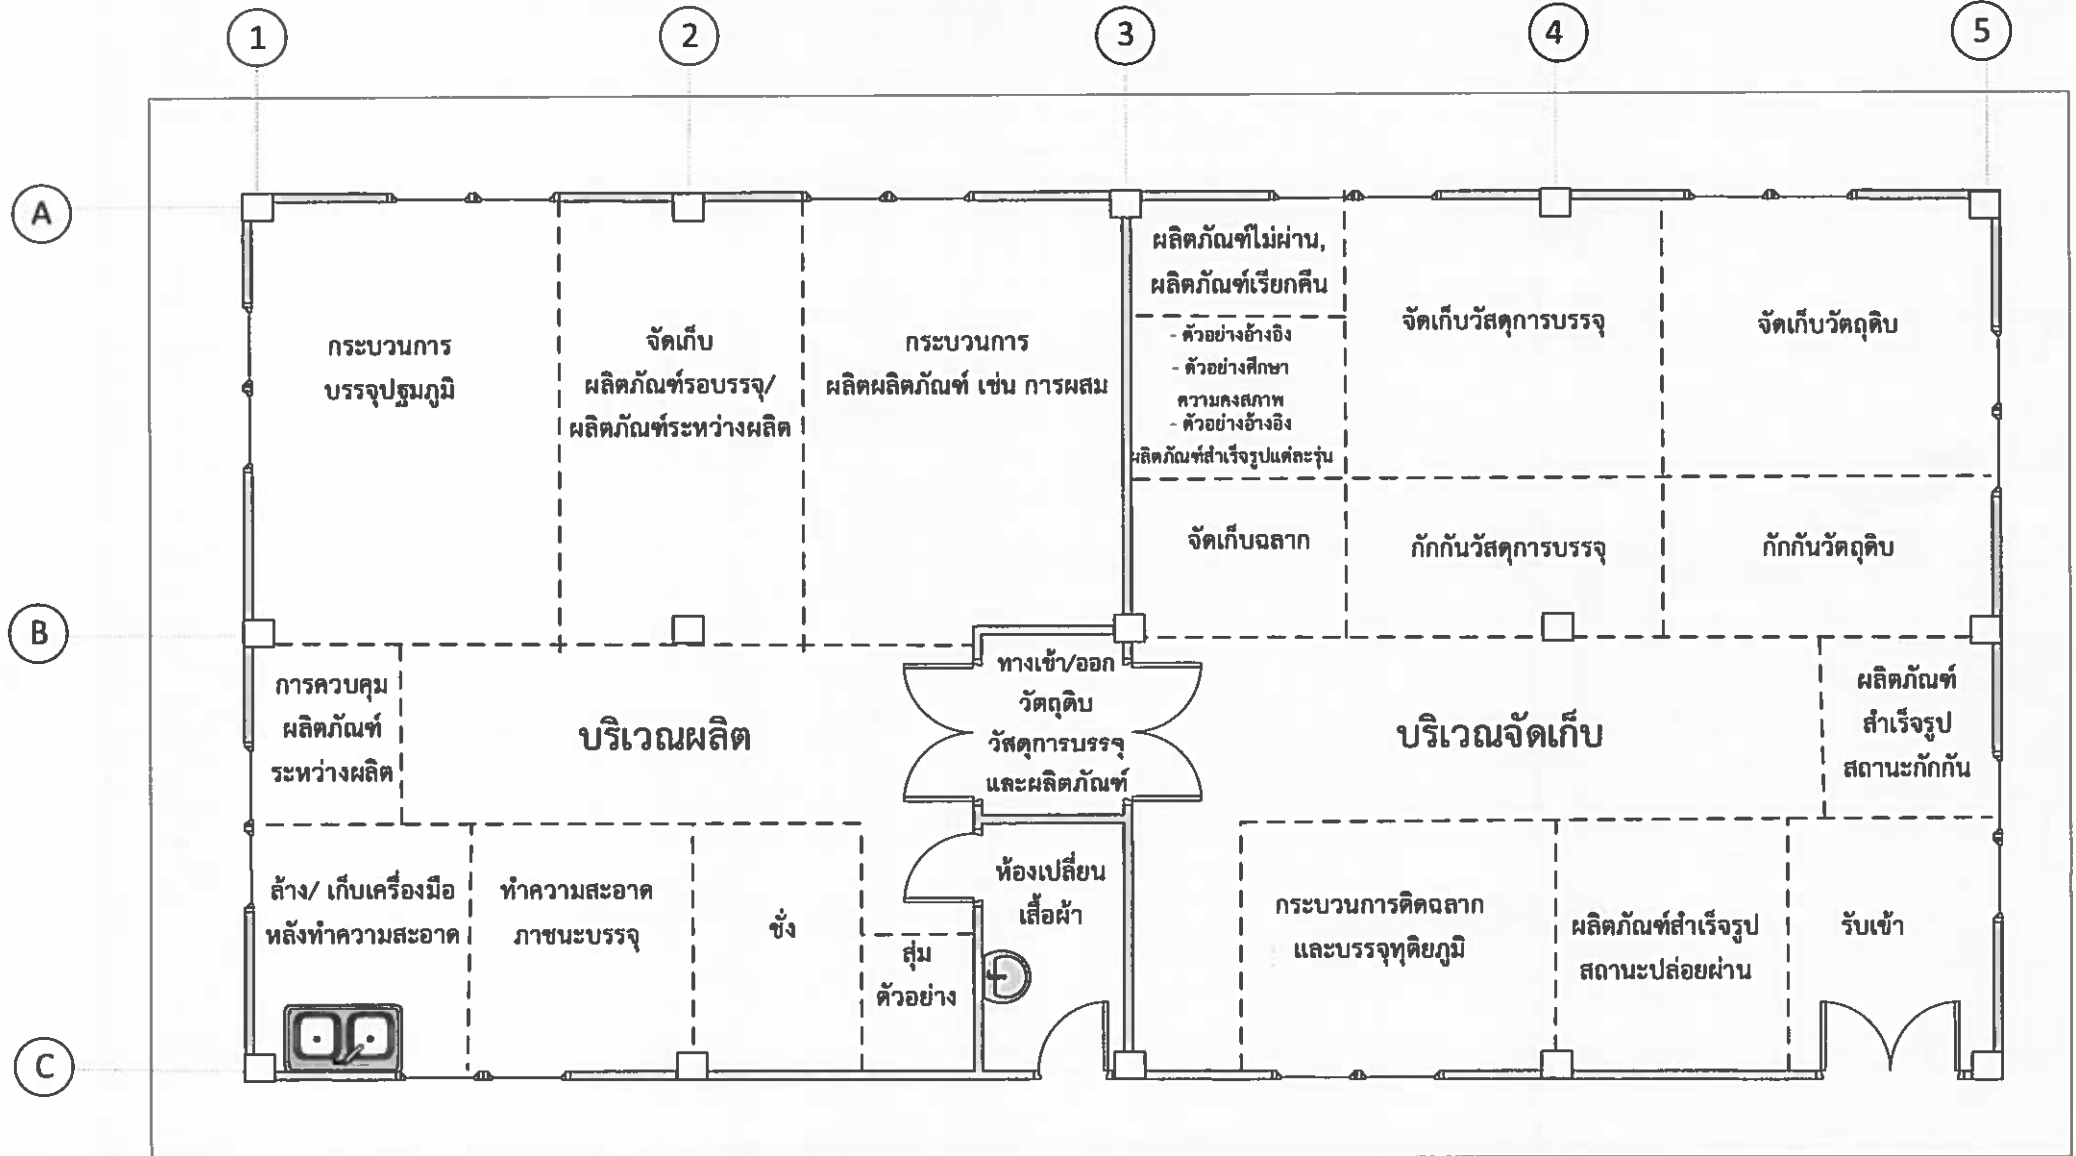 1
2
3
4
5
A
B
C
กระบวนการ
บรรจุปฐมภูมิ
จัดเก็บ
ผลิตภัณฑ์รอบรรจุ/
ผลิตภัณฑ์ระหว่างผลิต
กระบวนการ
ผลิตผลิตภัณฑ์ เช่น การผสม
ผลิตภัณฑ์ไม่ผ่าน,
ผลิตภัณฑ์เรียกคืน
- ตัวอย่างอ้างอิง
- ตัวอย่างศึกษา
ความคงสภาพ
- ตัวอย่างอ้างอิง
ผลิตภัณฑ์สำเร็จรูปแต่ละรุ่น
จัดเก็บวัสดุการบรรจุ
จัดเก็บวัตถุดิบ
จัดเก็บฉลาก
กักกันวัสดุการบรรจุ
กักกันวัตถุดิบ
การควบคุม
ผลิตภัณฑ์
ระหว่างผลิต
บริเวณผลิต
ทางเข้า/ออก
วัตถุดิบ
วัสดุการบรรจุ
และผลิตภัณฑ์
บริเวณจัดเก็บ
ผลิตภัณฑ์
สำเร็จรูป
สถานะกักกัน
ล้าง/ เก็บเครื่องมือ
หลังทำความสะอาด
ทำความสะอาด
ภาชนะบรรจุ
ชั่ง
สุ่ม
ตัวอย่าง
ห้องเปลี่ยน
เสื้อผ้า
กระบวนการติดฉลาก
และบรรจุทุติยภูมิ
ผลิตภัณฑ์สำเร็จรูป
สถานะปล่อยผ่าน
รับเข้า